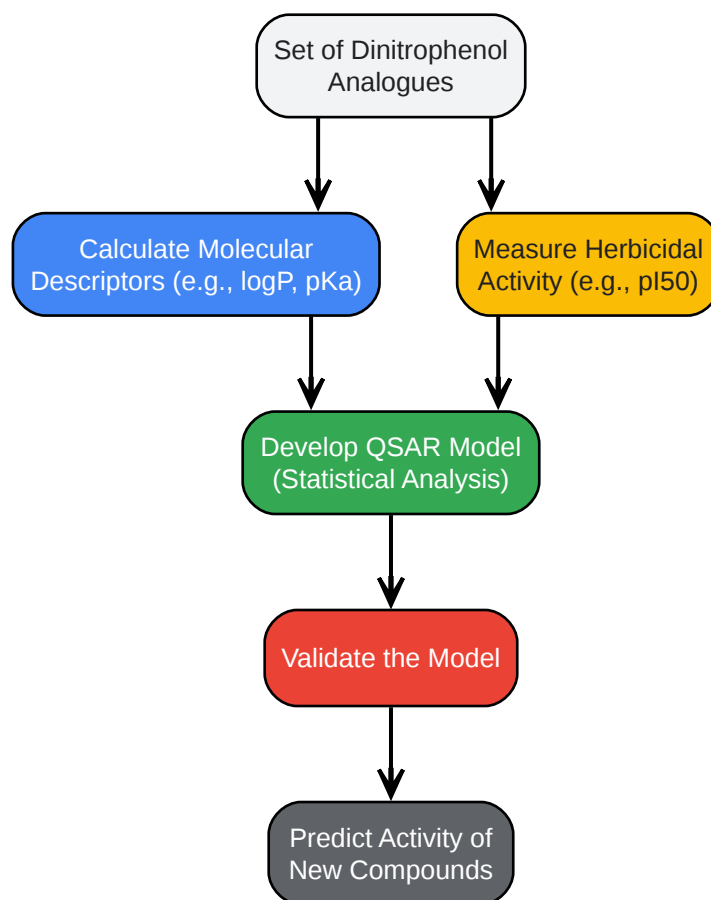 Set of Dinitrophenol
Analogues
Calculate Molecular
Descriptors (e.g., logP, pKa)
Measure Herbicidal
Activity (e.g., pI50)
Develop QSAR Model
(Statistical Analysis)
Validate the Model
Predict Activity of
New Compounds